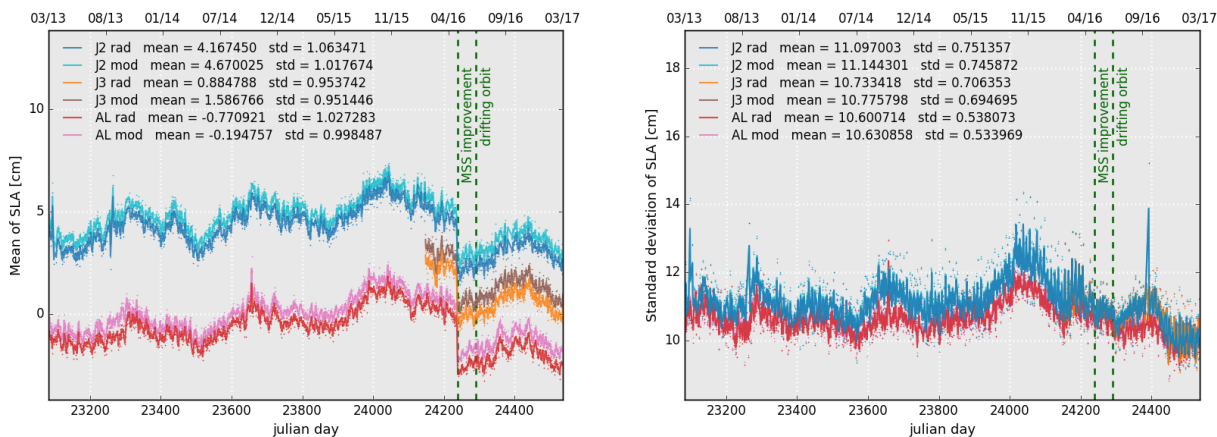 03/13 08/13 01/14 07/14 12/14 05/15 11/15 04/16 09/16 03/17
J2 rad mean = 4.167450 std = 1.063471
J2 mod mean = 4.670025 std = 1.017674
J3 rad mean = 0.884788 std = 0.953742
J3 mod mean = 1.586766 std = 0.951446
AL rad mean = -0.770921 std = 1.027283
AL mod mean = -0.194757 std = 0.998487
MSS improvement
drifting orbit
10
5
0
Mean of SLA [cm]
23200 23400 23600 23800 24000 24200 24400
julian day
03/13 08/13 01/14 07/14 12/14 05/15 11/15 04/16 09/16 03/17
J2 rad mean = 11.097003 std = 0.751357
J2 mod mean = 11.144301 std = 0.745872
J3 rad mean = 10.733418 std = 0.706353
J3 mod mean = 10.775798 std = 0.694695
AL rad mean = 10.600714 std = 0.538073
AL mod mean = 10.630858 std = 0.533969
MSS improvement
drifting orbit
18
16
14
12
10
Standard deviation of SLA [cm]
23200 23400 23600 23800 24000 24200 24400
julian day